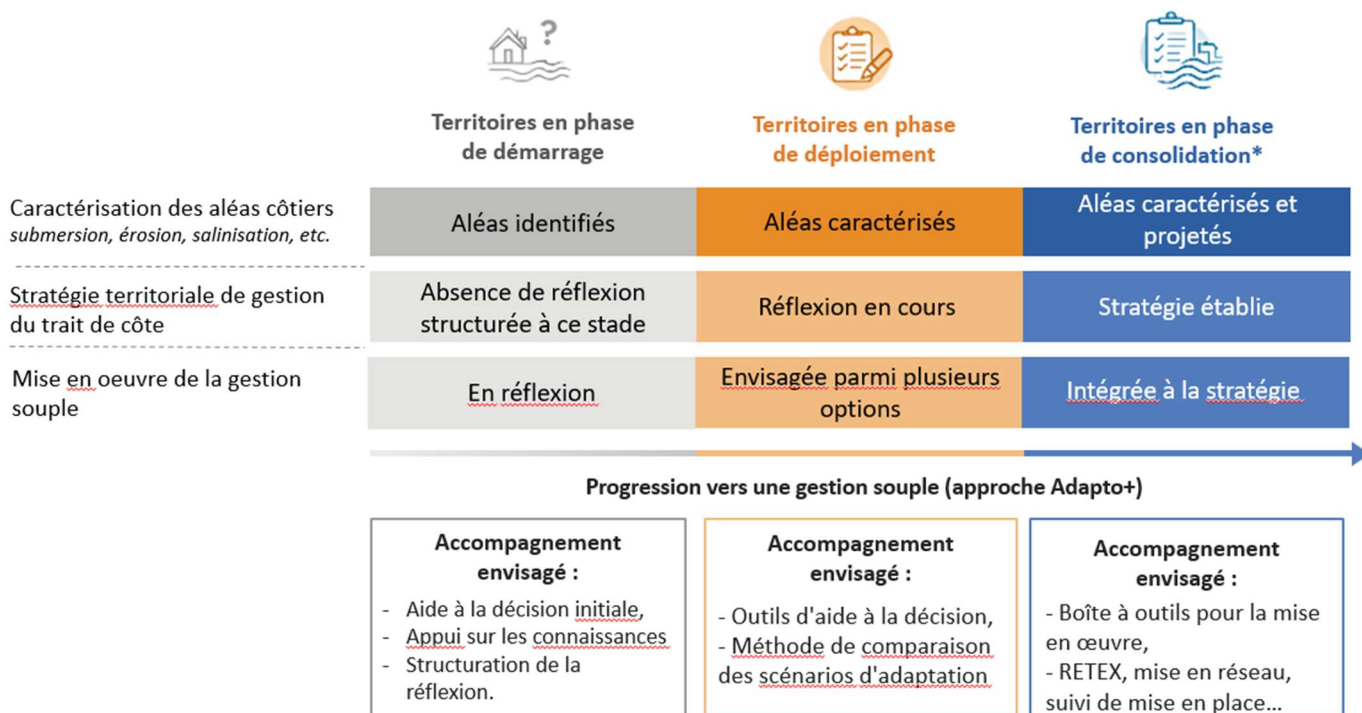 ?
Territoires en phase
de démarrage
Territoires en phase
de déploiement
Territoires en phase
de consolidation*
Caractérisation des aléas côtiers
submersion, érosion, salinisation, etc.
Aléas identifiés
Aléas caractérisés
Aléas caractérisés et
projetés
Stratégie territoriale de gestion
du trait de côte
Absence de réflexion
structurée à ce stade
Réflexion en cours
Stratégie établie
Mise en oeuvre de la gestion
souple
En réflexion
Envisagée parmi plusieurs
options
Intégrée à la stratégie
Progression vers une gestion souple (approche Adapto+)
Accompagnement
envisagé :
- Aide à la décision initiale,
- Appui sur les connaissances
- Structuration de la
réflexion.
Accompagnement
envisagé :
- Outils d'aide à la décision,
- Méthode de comparaison
des scénarios d'adaptation
Accompagnement
envisagé :
- Boîte à outils pour la mise
en œuvre,
- RETEX, mise en réseau,
suivi de mise en place...